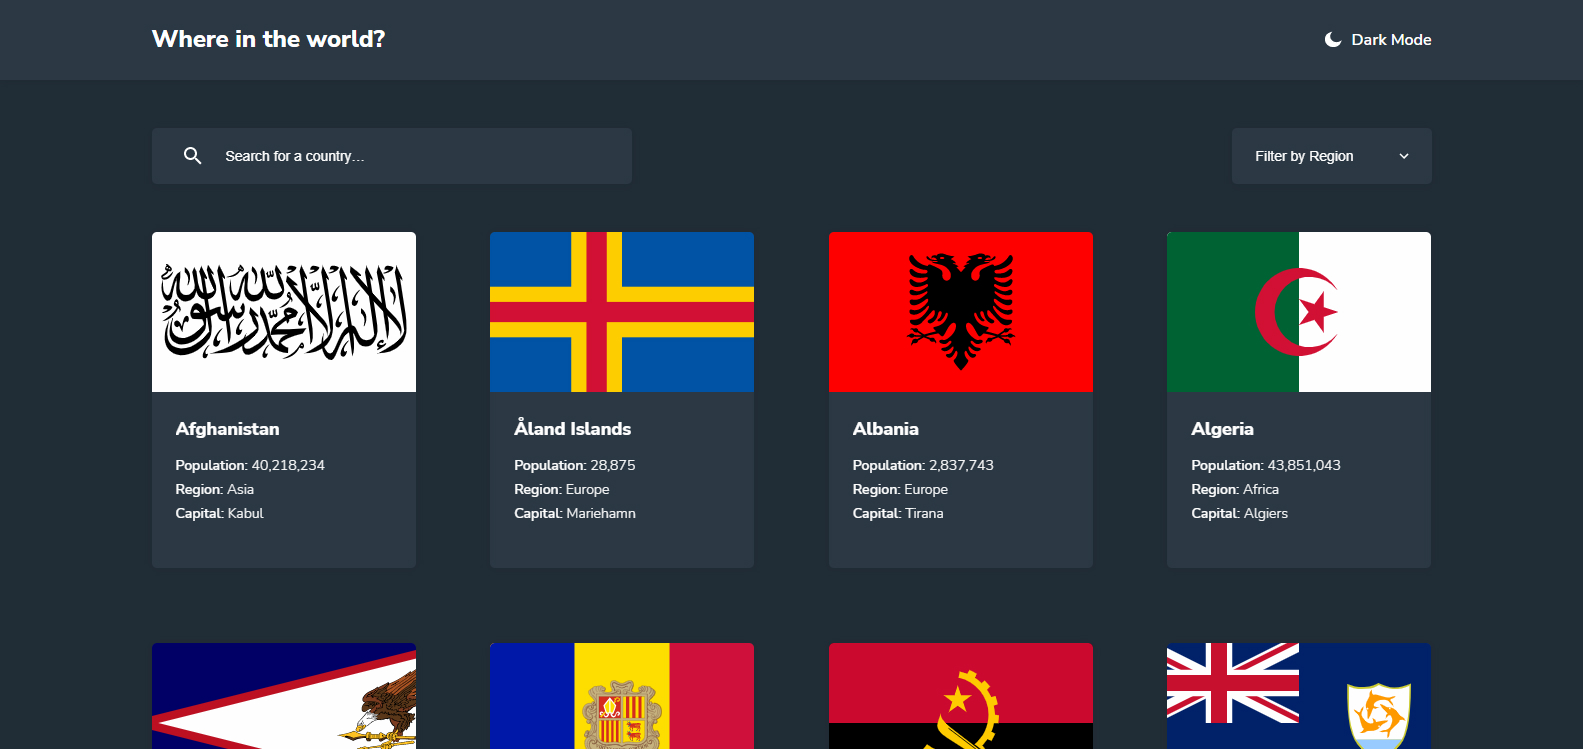 Where in the world?
Dark Mode
Search for a country...
Filter by Region
لا إله إلا الله محمد رسول الله
Afghanistan
Population: 40,218,234
Region: Asia
Capital: Kabul
Åland Islands
Population: 28,875
Region: Europe
Capital: Mariehamn
Albania
Population: 2,837,743
Region: Europe
Capital: Tirana
Algeria
Population: 43,851,043
Region: Africa
Capital: Algiers